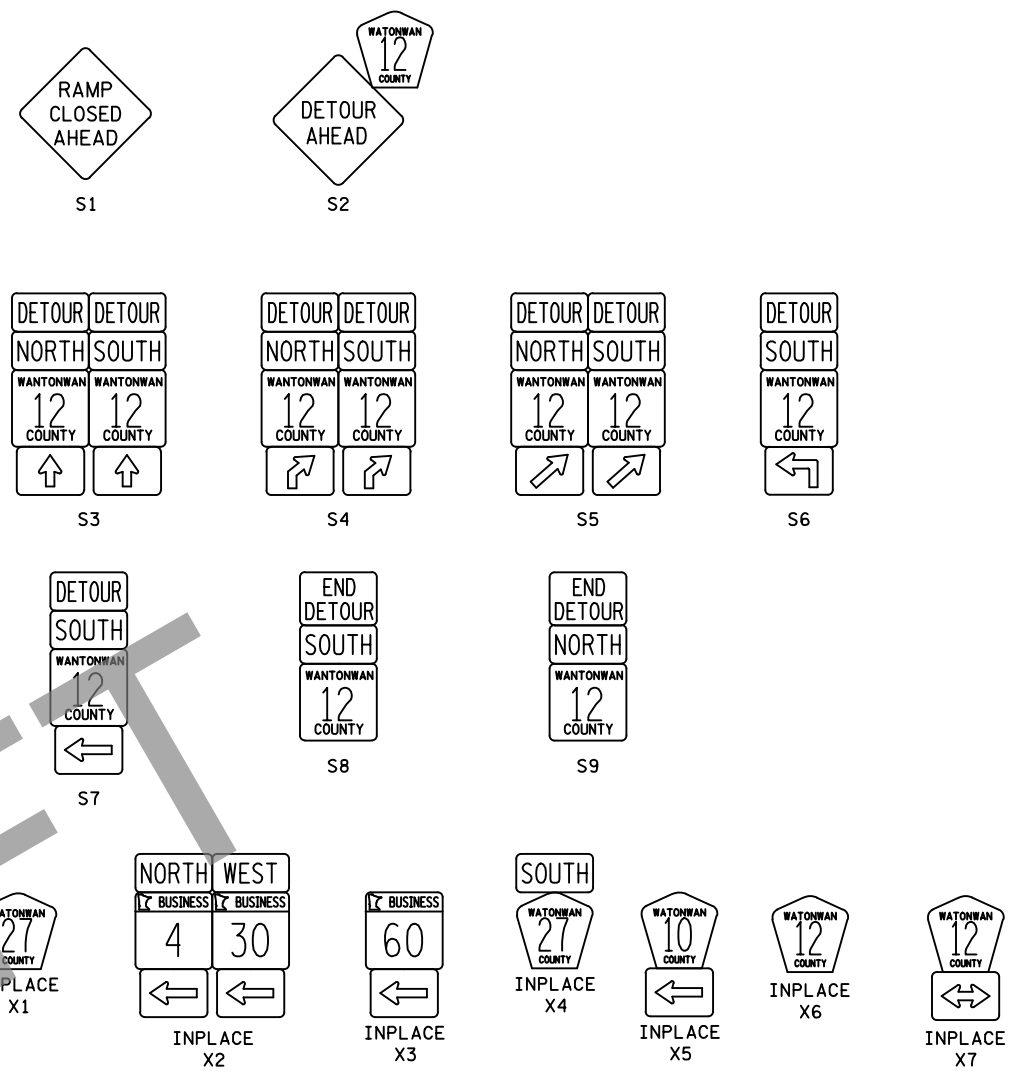 RAMP
CLOSED
AHEAD
S1
WATONWAN
12
COUNTY
DETOUR
AHEAD
S2
DETOUR DETOUR
NORTH SOUTH
WANTONWAN WANTONWAN
12 12
COUNTY COUNTY
S3
DETOUR DETOUR
NORTH SOUTH
WANTONWAN WANTONWAN
12 12
COUNTY COUNTY
S4
DETOUR DETOUR
NORTH SOUTH
WANTONWAN WANTONWAN
12 12
COUNTY COUNTY
S5
DETOUR
SOUTH
WANTONWAN
12
COUNTY
S6
DETOUR
SOUTH
WANTONWAN
12
COUNTY
S7
END
DETOUR
SOUTH
WANTONWAN
12
COUNTY
S8
END
DETOUR
NORTH
WANTONWAN
12
COUNTY
S9
ATONWAN
27
COUNTY
PLACE
X1
NORTH WEST
BUSINESS BUSINESS
4 30
INPLACE
X2
BUSINESS
60
INPLACE
X3
SOUTH
WATONWAN
27
COUNTY
INPLACE
X4
WATONWAN
10
COUNTY
INPLACE
X5
WATONWAN
12
COUNTY
INPLACE
X6
WATONWAN
12
COUNTY
INPLACE
X7